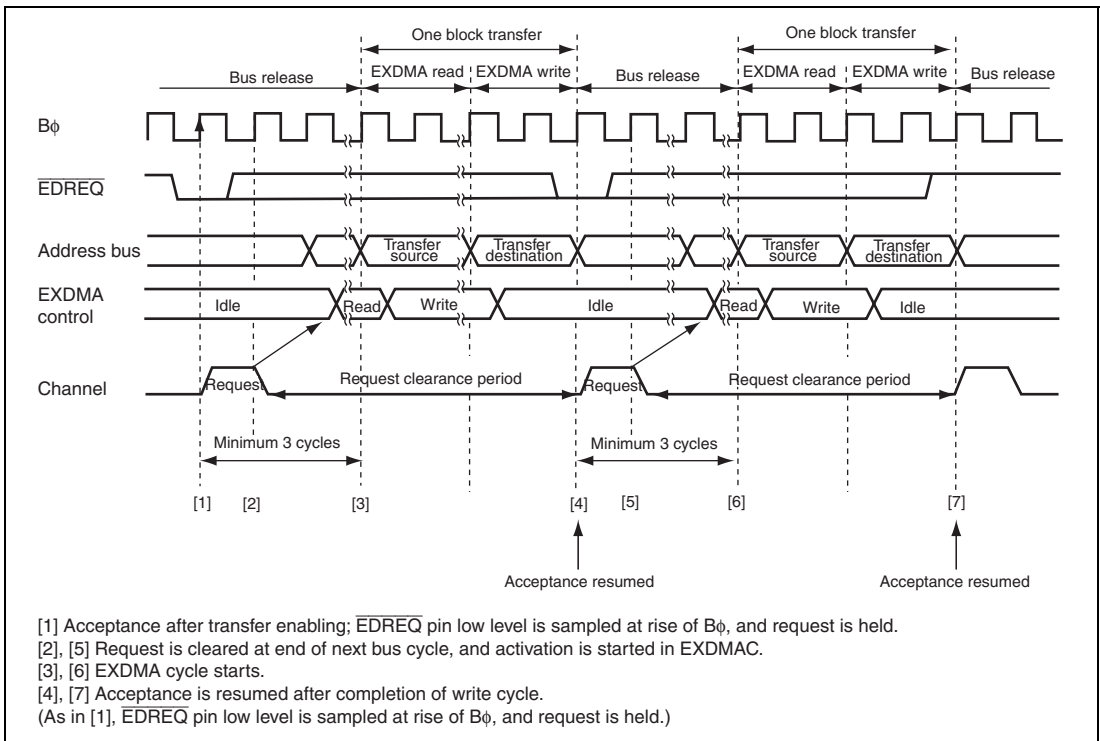 One block transfer One block transfer
Bus release EXDMA read EXDMA write Bus release EXDMA read EXDMA write Bus release
Bϕ
EDREQ
Address bus Transfer source Transfer destination Transfer source Transfer destination
EXDMA control Idle Read Write Idle Read Write Idle
Channel Request Request clearance period Request Request clearance period
Minimum 3 cycles Minimum 3 cycles
[1] [2] [3] [4] [5] [6] [7]
Acceptance resumed Acceptance resumed
[1] Acceptance after transfer enabling; EDREQ pin low level is sampled at rise of Bϕ, and request is held.
[2], [5] Request is cleared at end of next bus cycle, and activation is started in EXDMAC.
[3], [6] EXDMA cycle starts.
[4], [7] Acceptance is resumed after completion of write cycle.
(As in [1], EDREQ pin low level is sampled at rise of Bϕ, and request is held.)